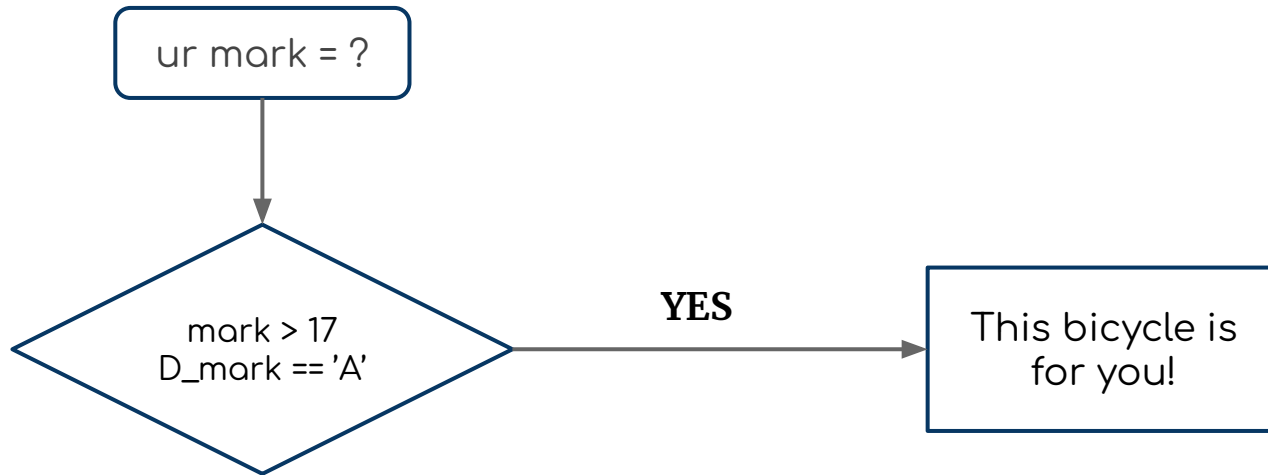 ur mark = ?
mark > 17
D_mark == ’A’
YES
This bicycle is
for you!